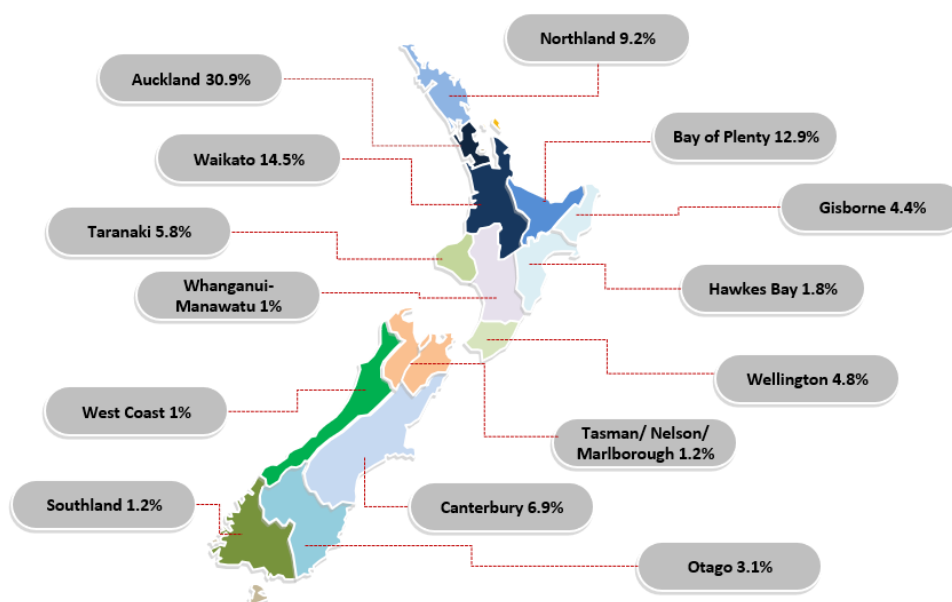 Northland 9.2%
Auckland 30.9%
Bay of Plenty 12.9%
Waikato 14.5%
Gisborne 4.4%
Taranaki 5.8%
Whanganui-
Manawatu 1%
Hawkes Bay 1.8%
Wellington 4.8%
West Coast 1%
Tasman/ Nelson/
Marlborough 1.2%
Southland 1.2%
Canterbury 6.9%
Otago 3.1%